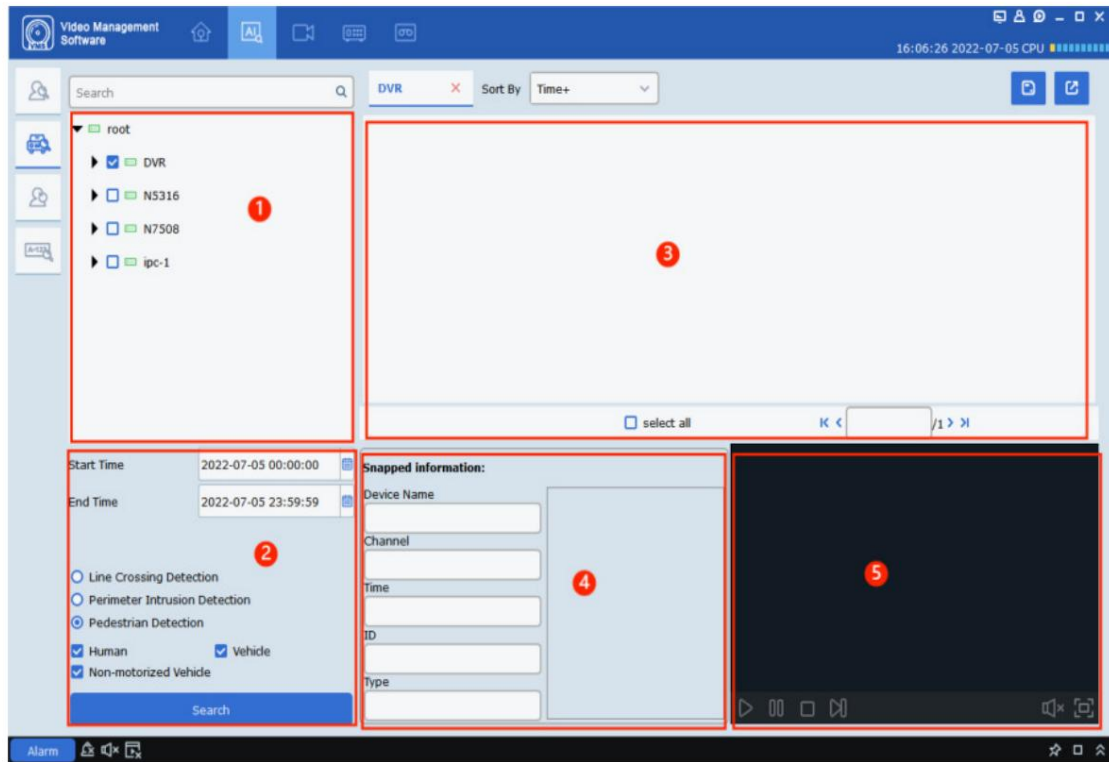 Video Management
Software
16:06:26 2022-07-05 CPU
Search
DVR
Sort By
Time+
root
DVR
N5316
N7508
ipc-1
1
3
select all
/1
Start Time
2022-07-05 00:00:00
End Time
2022-07-05 23:59:59
2
Line Crossing Detection
Perimeter Intrusion Detection
Pedestrian Detection
Human
Vehicle
Non-motorized Vehicle
Search
Snapped information:
Device Name
Channel
Time
ID
Type
4
5
Alarm